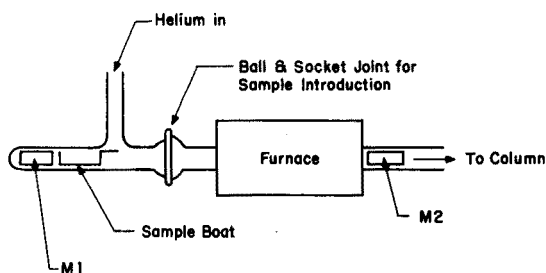 Helium in
Ball & Socket Joint for
Sample Introduction
Furnace
To Column
Sample Boat
M2
M1